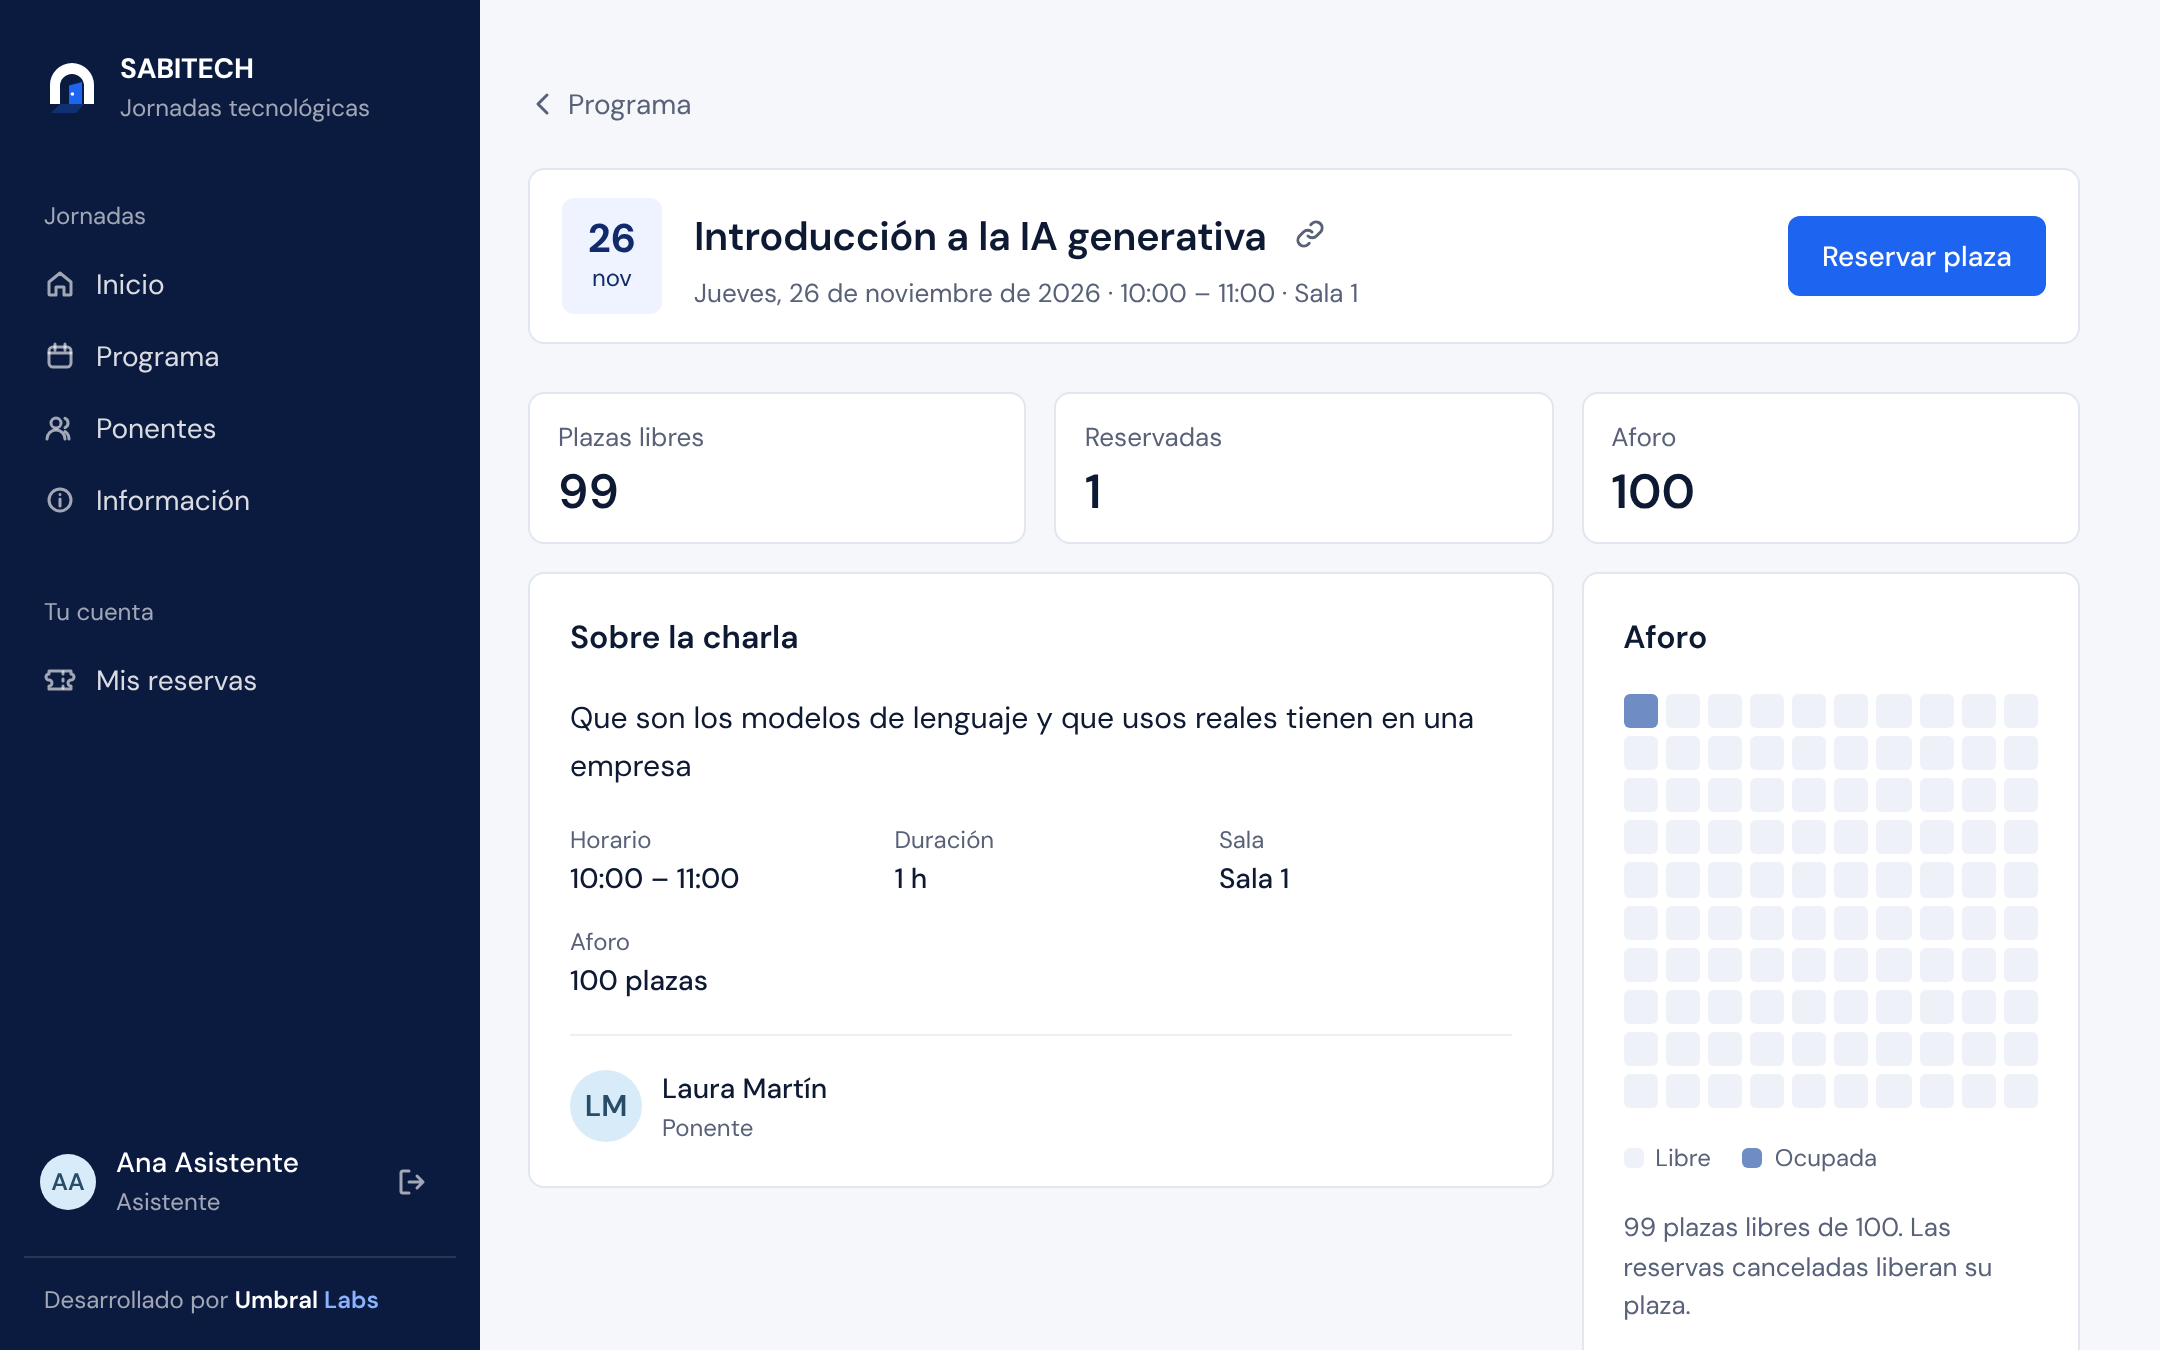 SABITECH
Jornadas tecnológicas
Jornadas
Inicio
Programa
Ponentes
Información
Tu cuenta
Mis reservas
AA
Ana Asistente
Asistente
Desarrollado por Umbral Labs
Programa
26
nov
Introducción a la IA generativa
Jueves, 26 de noviembre de 2026 · 10:00 – 11:00 · Sala 1
Reservar plaza
Plazas libres
99
Reservadas
1
Aforo
100
Sobre la charla
Que son los modelos de lenguaje y que usos reales tienen en una
empresa
Horario
10:00 – 11:00
Duración
1 h
Sala
Sala 1
Aforo
100 plazas
LM
Laura Martín
Ponente
Aforo
Libre
Ocupada
99 plazas libres de 100. Las
reservas canceladas liberan su
plaza.